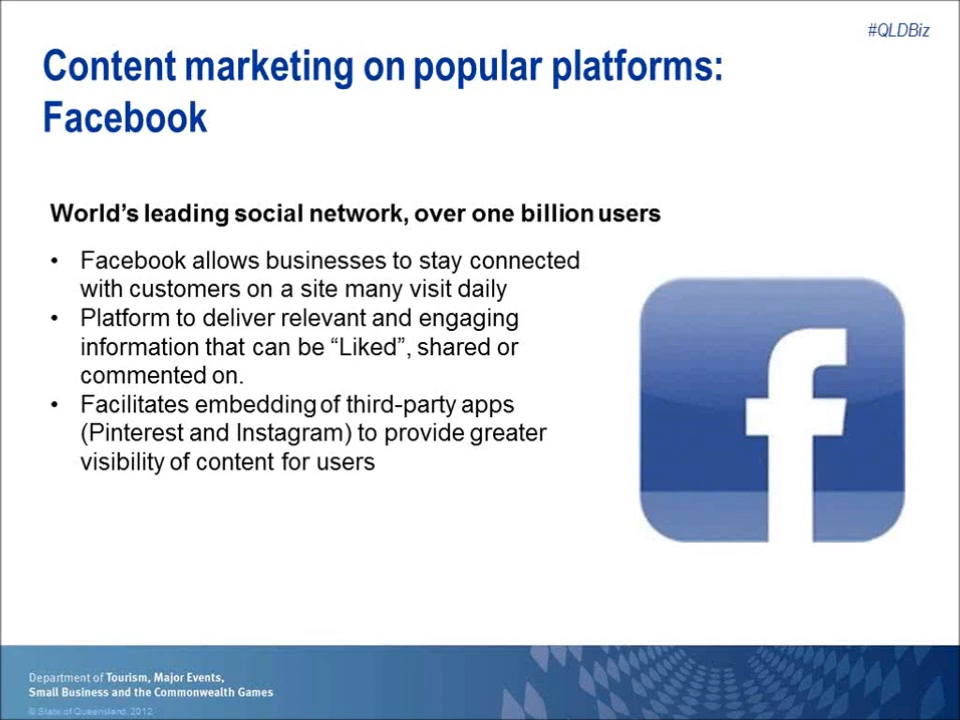 #QLDBiz
Content marketing on popular platforms:
Facebook
World’s leading social network, over one billion users
• Facebook allows businesses to stay connected
with customers on a site many visit daily
• Platform to deliver relevant and engaging
information that can be “Liked”, shared or
commented on.
• Facilitates embedding of third-party apps
(Pinterest and Instagram) to provide greater
visibility of content for users
f
Department of Tourism, Major Events,
Small Business and the Commonwealth Games
© State of Queensland, 2012